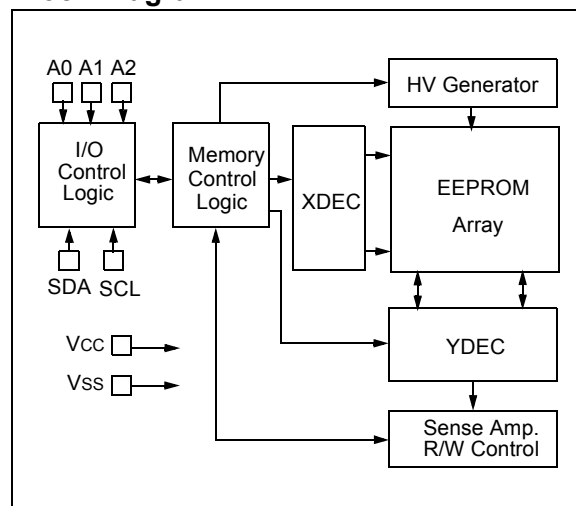 A0 A1 A2
HV Generator
I/O
Control
Logic
Memory
Control
Logic
XDEC
EEPROM
Array
SDA SCL
VCC
VSS
YDEC
Sense Amp.
R/W Control